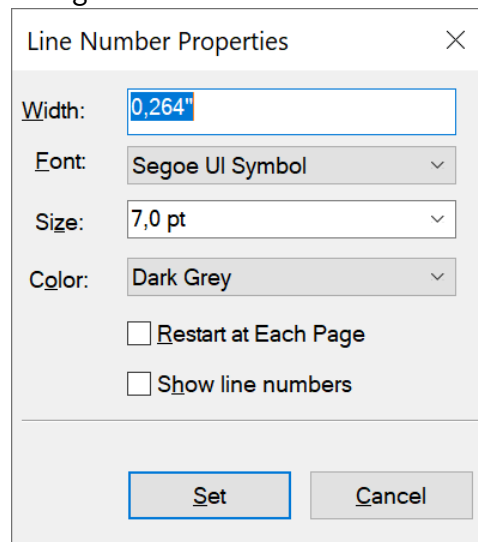 Line Number Properties
Width: 0,264"
Font: Segoe UI Symbol
Size: 7,0 pt
Color: Dark Grey
Restart at Each Page
Show line numbers
Set Cancel